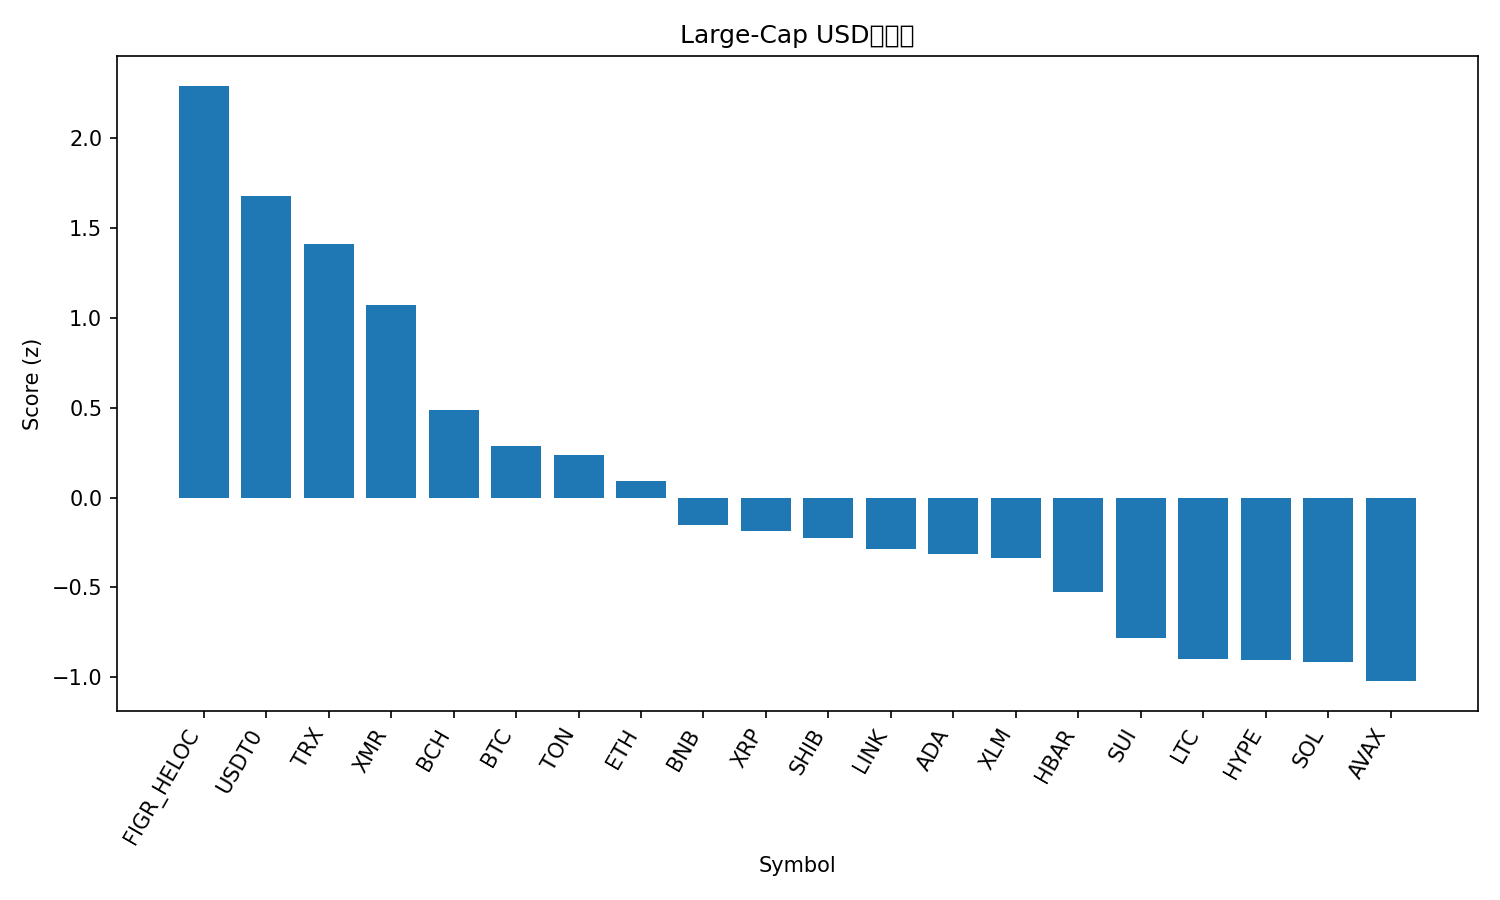 Large-Cap USD
Score (z)
2.0
1.5
1.0
0.5
0.0
−0.5
−1.0
FIGR_HELOC
USDT0
TRX
XMR
BCH
BTC
TON
ETH
BNB
XRP
SHIB
LINK
ADA
XLM
HBAR
SUI
LTC
HYPE
SOL
AVAX
Symbol